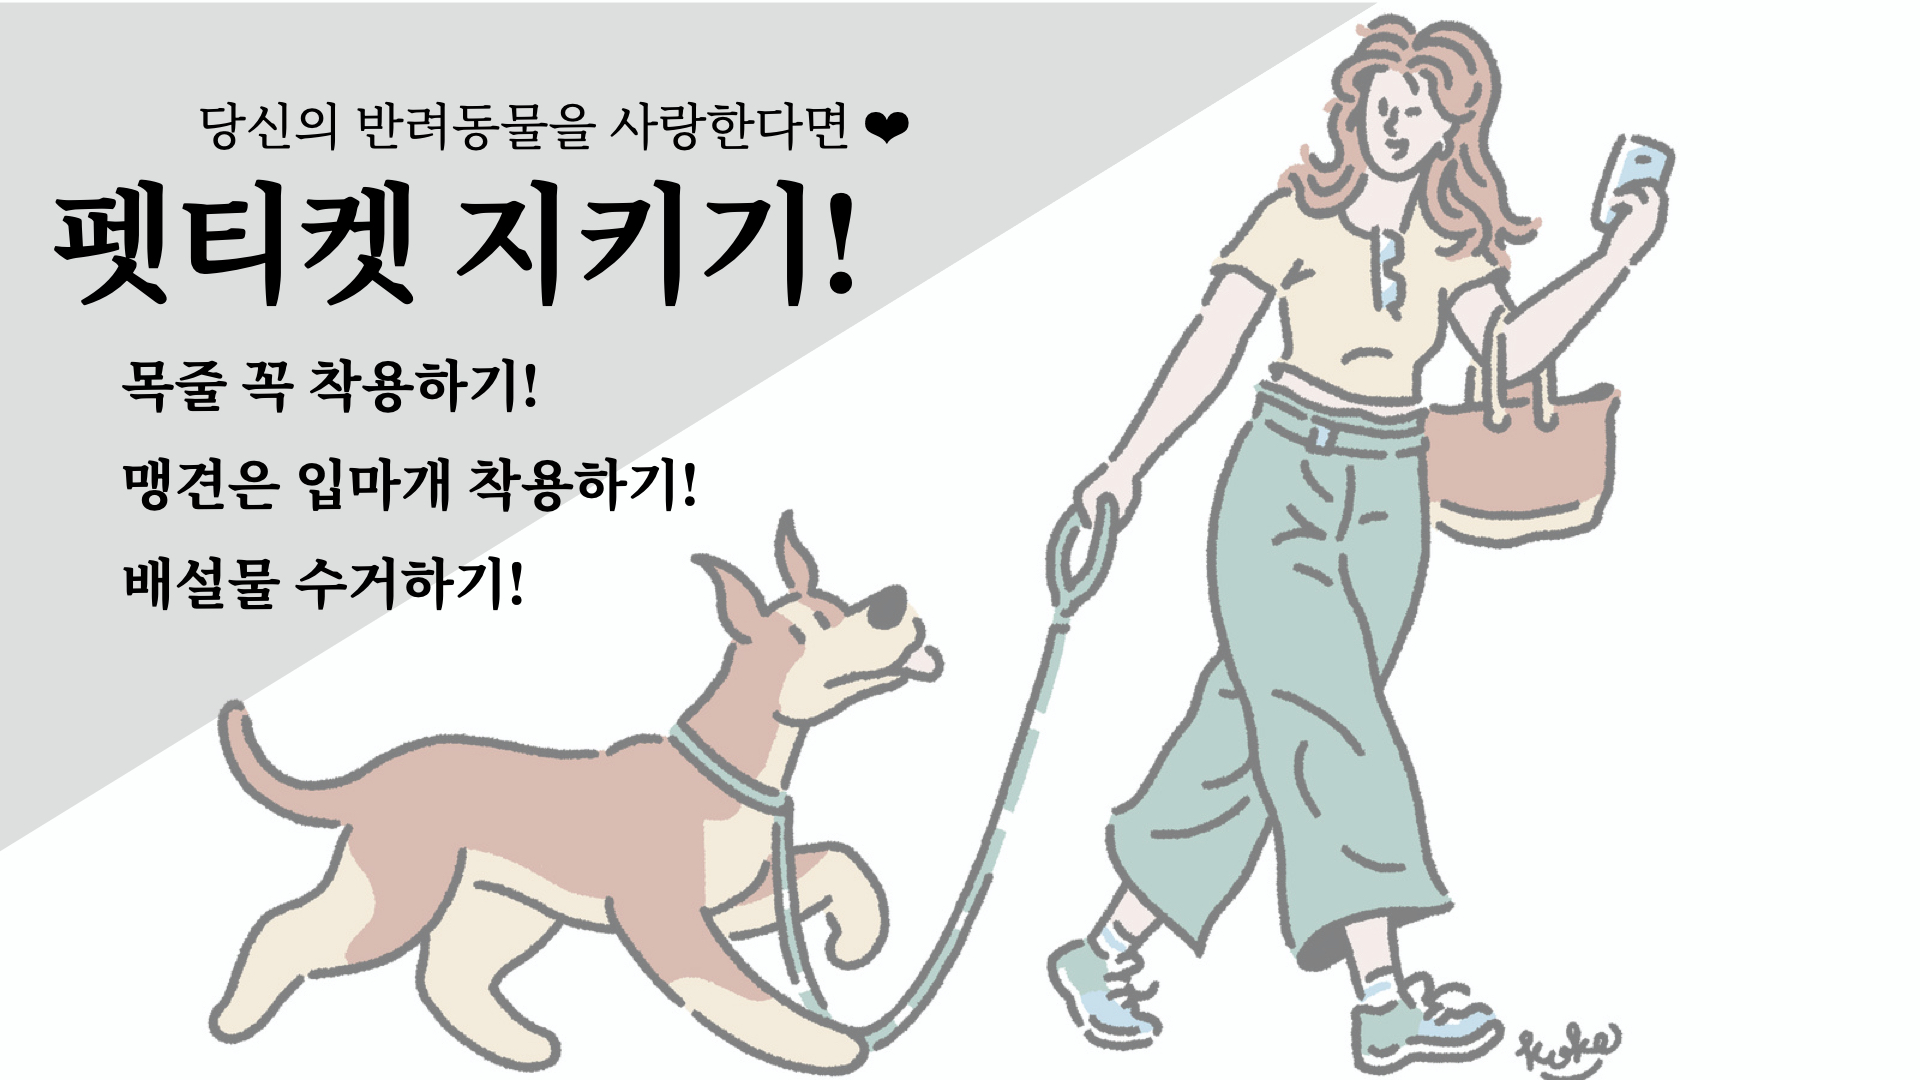 당신의 반려동물을 사랑한다면 ❤
펫티켓 지키기!
목줄 꼭 착용하기!
맹견은 입마개 착용하기!
배설물 수거하기!
koke